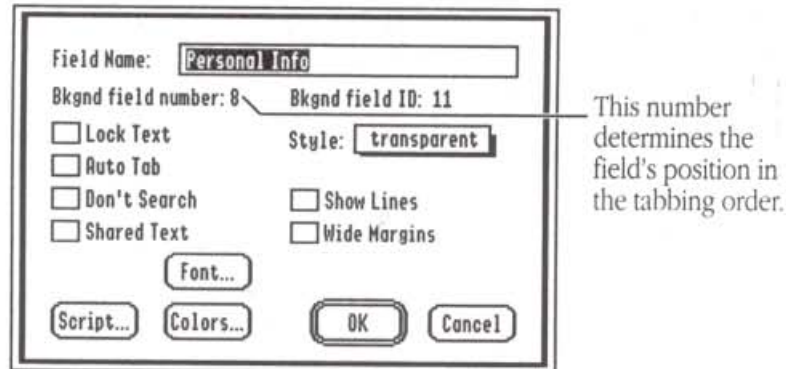 Field Name: Personal Info
Bkgnd field number: 8 Bkgnd field ID: 11
Lock Text
Style: transparent
Auto Tab
Don't Search
Show Lines
Shared Text
Wide Margins
Font...
Script... Colors... OK Cancel
This number
determines the
field's position in
the tabbing order.